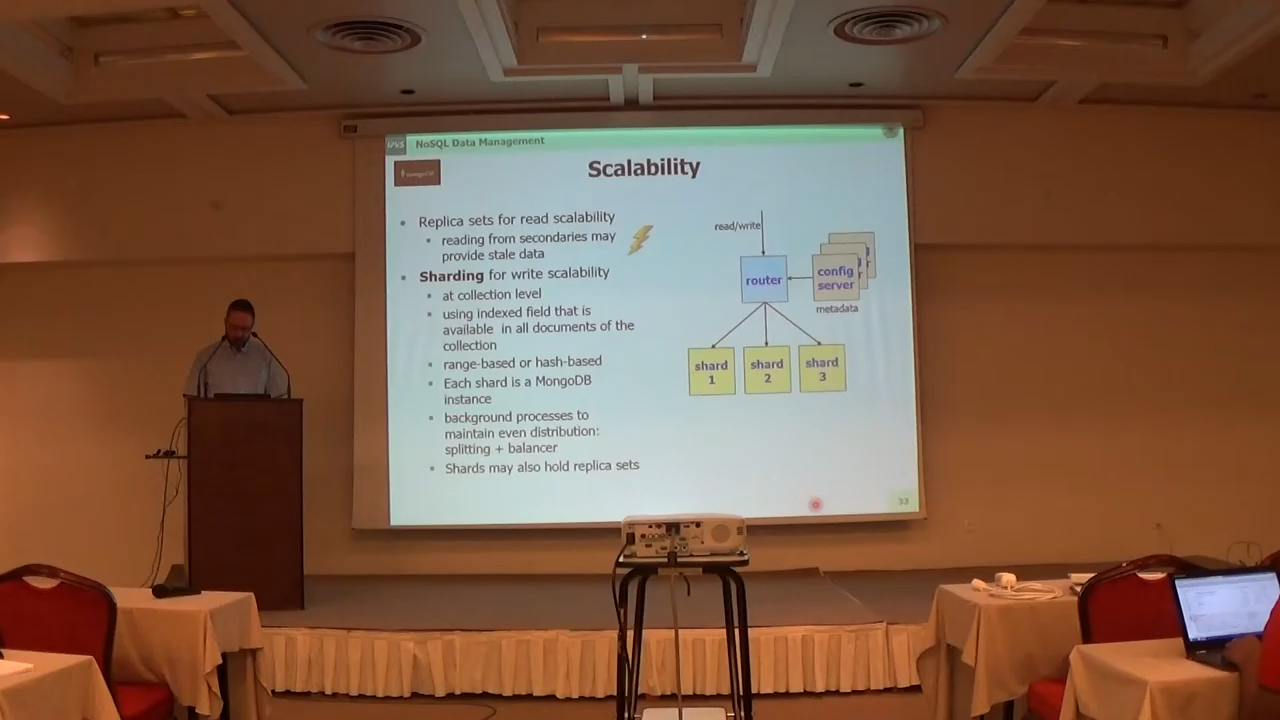 IPVS
NoSQL Data Management
mongoDB
Scalability
• Replica sets for read scalability
▪ reading from secondaries may
provide stale data
• Sharding for write scalability
▪ at collection level
▪ using indexed field that is
available in all documents of the
collection
▪ range-based or hash-based
▪ Each shard is a MongoDB
instance
▪ background processes to
maintain even distribution:
splitting + balancer
▪ Shards may also hold replica sets
read/write
router
config
server
metadata
shard
1
shard
2
shard
3
33